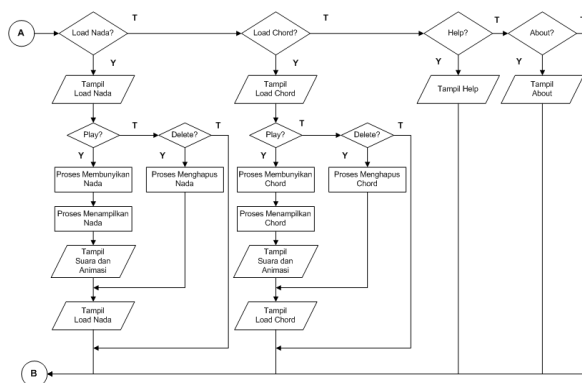 T
T
T
T
A
Load Nada?
Load Chord?
Help?
About?
Y
Y
Y
Y
Tampil
Load Nada
Tampil
Load Chord
Tampil Help
Tampil
About
Play?
T
Delete?
T
Play?
T
Delete?
T
Y
Y
Y
Y
Proses Membunyikan
Nada
Proses Menghapus
Nada
Proses Membunyikan
Chord
Proses Menghapus
Chord
Proses Menampilkan
Nada
Proses Menampilkan
Chord
Tampil
Suara dan
Animasi
Tampil
Suara dan
Animasi
Tampil
Load Nada
Tampil
Load Chord
B